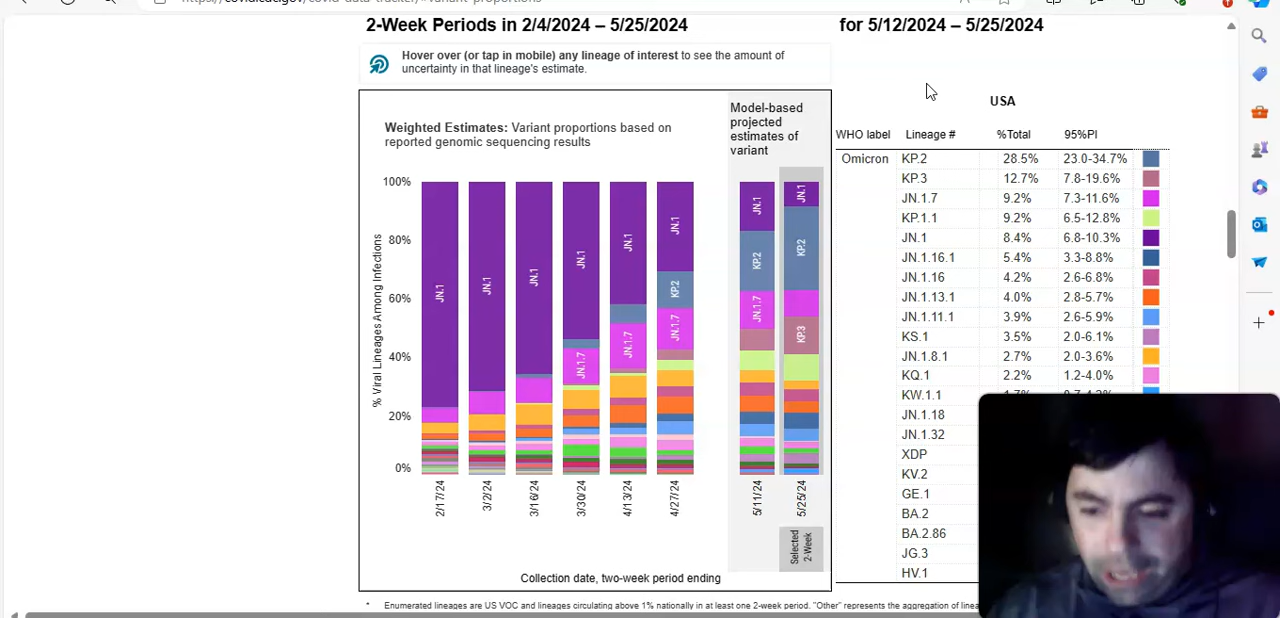 2-Week Periods in 2/4/2024 – 5/25/2024
for 5/12/2024 – 5/25/2024
Hover over (or tap in mobile) any lineage of interest to see the amount of
uncertainty in that lineage's estimate.
Weighted Estimates: Variant proportions based on
reported genomic sequencing results
Model-based
projected
estimates of
variant
% Viral Lineages Among Infections
100%
80%
60%
40%
20%
0%
JN.1
JN.1
JN.1
JN.1
JN.1.7
JN.1
JN.1.7
JN.1
KP.2
JN.1.7
JN.1
KP.2
JN.1.7
JN.1
KP.2
KP.3
2/17/24
3/2/24
3/16/24
3/30/24
4/13/24
4/27/24
5/11/24
5/25/24
Selected
2-Week
Collection date, two-week period ending
USA
WHO label Lineage # %Total 95%PI
Omicron KP.2 28.5% 23.0-34.7%
KP.3 12.7% 7.8-19.6%
JN.1.7 9.2% 7.3-11.6%
KP.1.1 9.2% 6.5-12.8%
JN.1 8.4% 6.8-10.3%
JN.1.16.1 5.4% 3.3-8.8%
JN.1.16 4.2% 2.6-6.8%
JN.1.13.1 4.0% 2.8-5.7%
JN.1.11.1 3.9% 2.6-5.9%
KS.1 3.5% 2.0-6.1%
JN.1.8.1 2.7% 2.0-3.6%
KQ.1 2.2% 1.2-4.0%
KW.1.1
JN.1.18
JN.1.32
XDP
KV.2
GE.1
BA.2
BA.2.86
JG.3
HV.1
* Enumerated lineages are US VOC and lineages circulating above 1% nationally in at least one 2-week period. "Other" represents the aggregation of